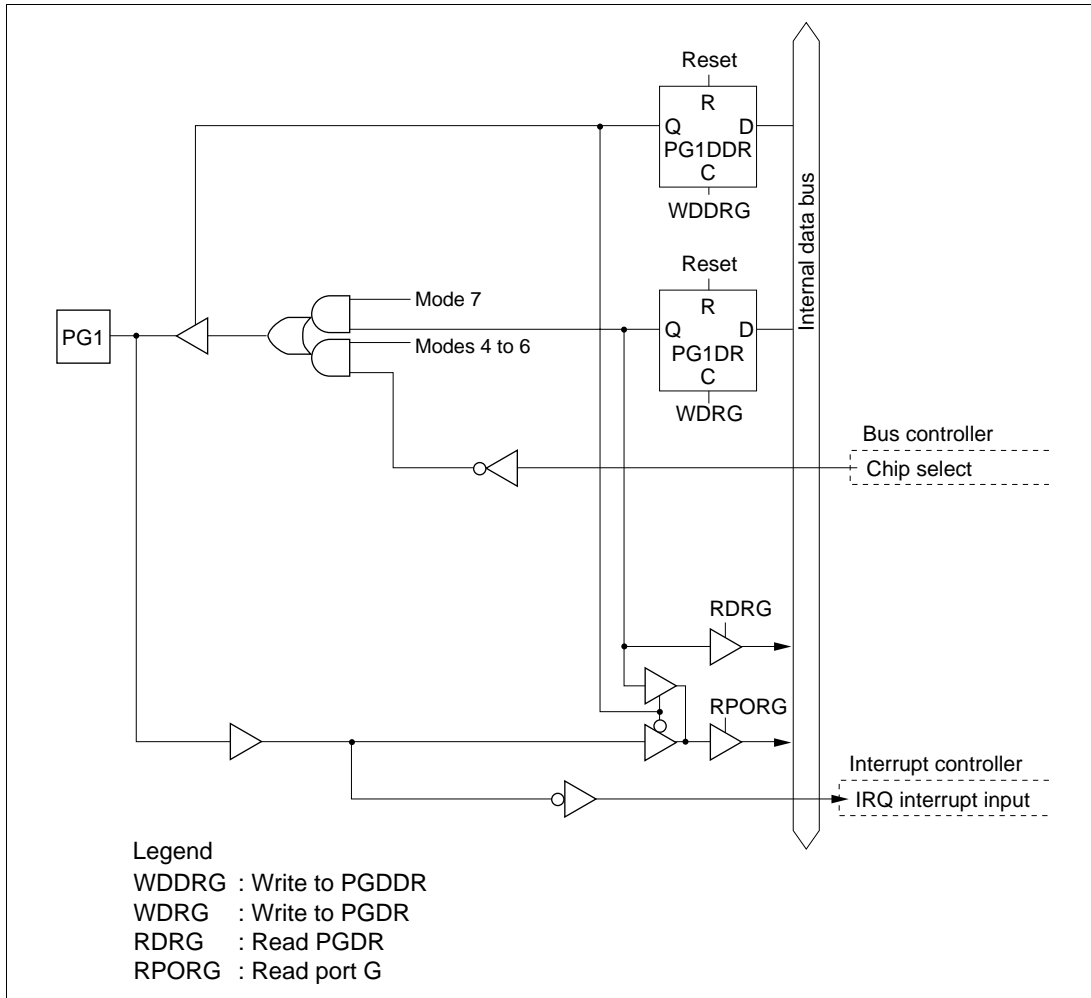 Reset
R
Q D
PG1DDR
C
WDDRG
Internal data bus
Reset
R
Q D
PG1DR
C
WDRG
Mode 7
PG1
Modes 4 to 6
Bus controller
Chip select
RDRG
RPORG
Interrupt controller
IRQ interrupt input
Legend
WDDRG : Write to PGDDR
WDRG : Write to PGDR
RDRG : Read PGDR
RPORG : Read port G